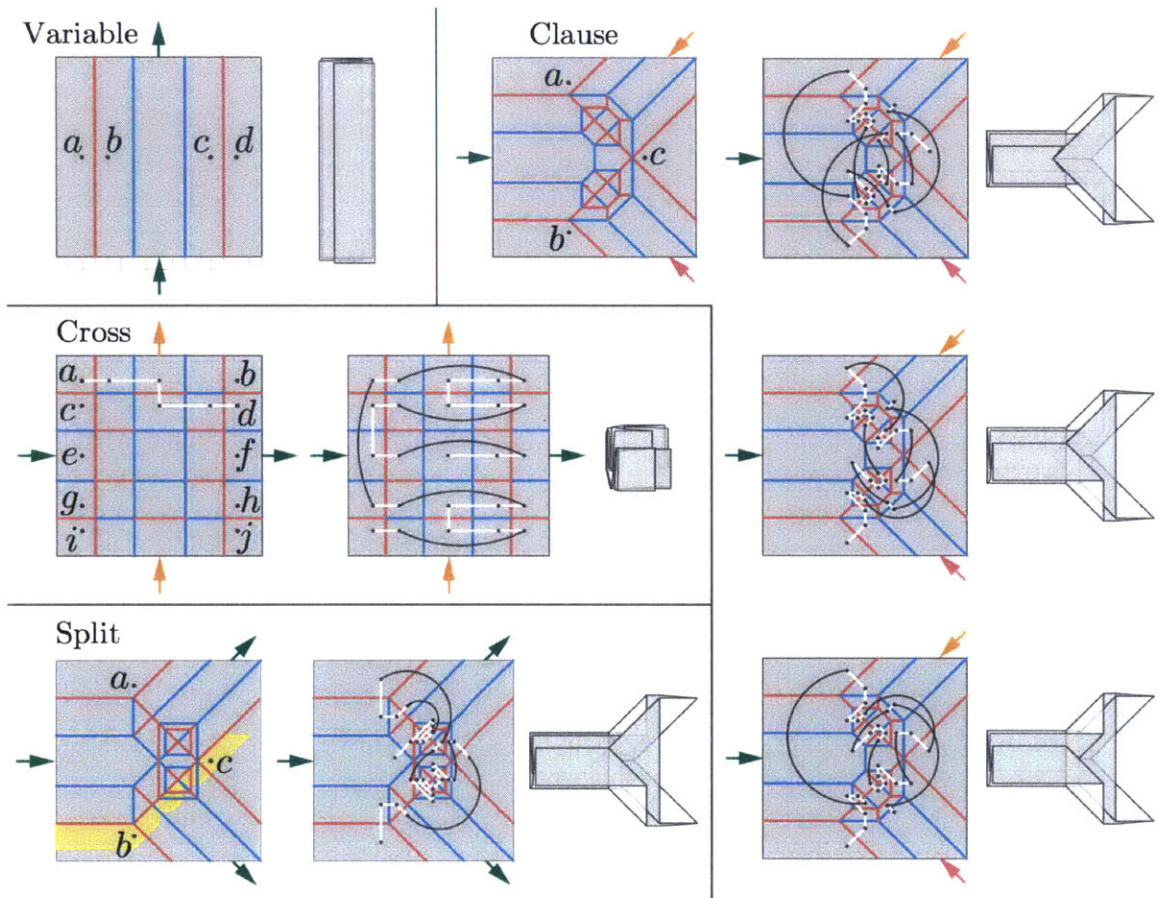 Variable
a b c d
Clause
a
b
c
Cross
a b
c d
e f
g h
i j
Split
a
b
c